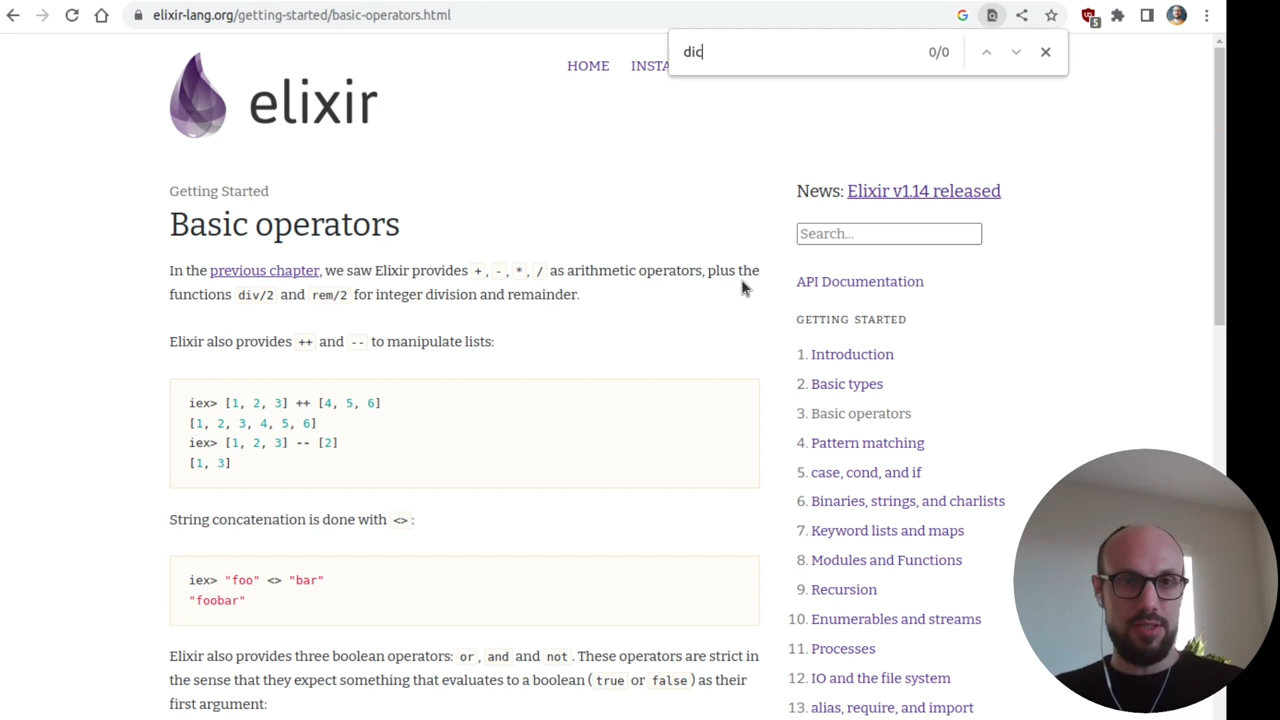 elixir-lang.org/getting-started/basic-operators.html
5
dic
0/0
elixir
HOME
INSTA
Getting Started
Basic operators
In the previous chapter, we saw Elixir provides +, -, *, / as arithmetic operators, plus the
functions div/2 and rem/2 for integer division and remainder.
Elixir also provides ++ and -- to manipulate lists:
iex> [1, 2, 3] ++ [4, 5, 6]
[1, 2, 3, 4, 5, 6]
iex> [1, 2, 3] -- [2]
[1, 3]
String concatenation is done with <>:
iex> "foo" <> "bar"
"foobar"
Elixir also provides three boolean operators: or, and and not. These operators are strict in
the sense that they expect something that evaluates to a boolean (true or false) as their
first argument:
News: Elixir v1.14 released
Search...
API Documentation
GETTING STARTED
1. Introduction
2. Basic types
3. Basic operators
4. Pattern matching
5. case, cond, and if
6. Binaries, strings, and charlists
7. Keyword lists and maps
8. Modules and Functions
9. Recursion
10. Enumerables and streams
11. Processes
12. IO and the file system
13. alias, require, and import